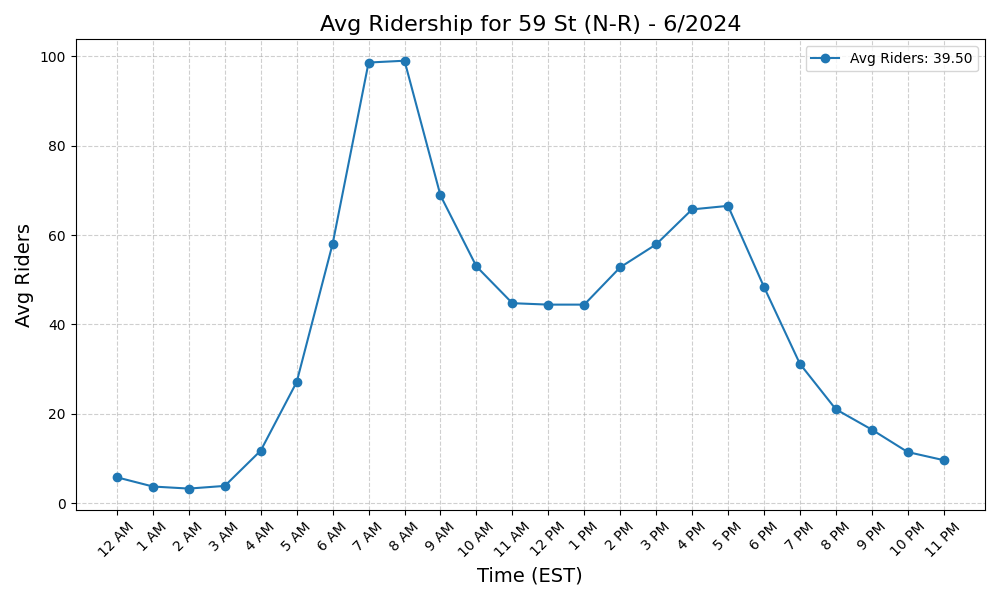 Avg Ridership for 59 St (N-R) - 6/2024
Avg Riders: 39.50
Avg Riders
100
80
60
40
20
0
12 AM
1 AM
2 AM
3 AM
4 AM
5 AM
6 AM
7 AM
8 AM
9 AM
10 AM
11 AM
12 PM
1 PM
2 PM
3 PM
4 PM
5 PM
6 PM
7 PM
8 PM
9 PM
10 PM
11 PM
Time (EST)